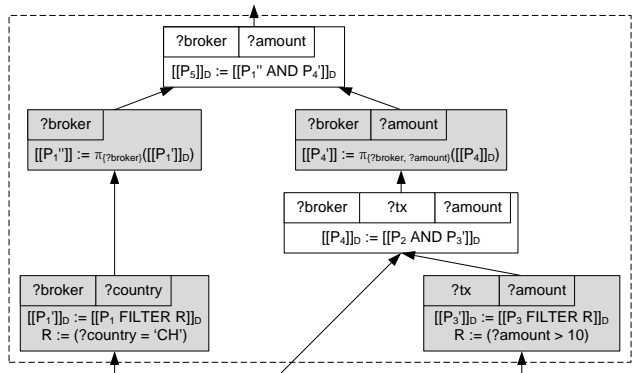 ?broker ?amount
[[P5]]D := [[P1'' AND P4']]D
?broker
[[P1'']] := π{?broker}([[P1']]D)
?broker ?amount
[[P4']] := π{?broker, ?amount}([[P4]]D)
?broker ?tx ?amount
[[P4]]D := [[P2 AND P3']]D
?broker ?country
[[P1']]D := [[P1 FILTER R]]D
R := (?country = ‘CH’)
?tx ?amount
[[P3']]D := [[P3 FILTER R]]D
R := (?amount > 10)